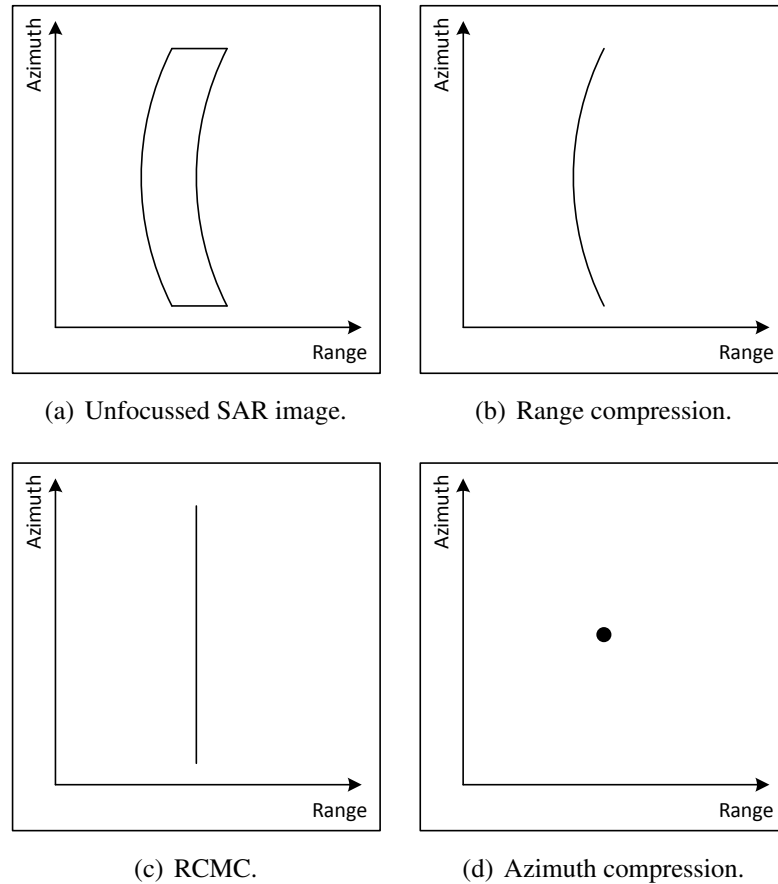 Azimuth
Range
(a) Unfocussed SAR image.
Azimuth
Range
(b) Range compression.
Azimuth
Range
(c) RCMC.
Azimuth
Range
(d) Azimuth compression.